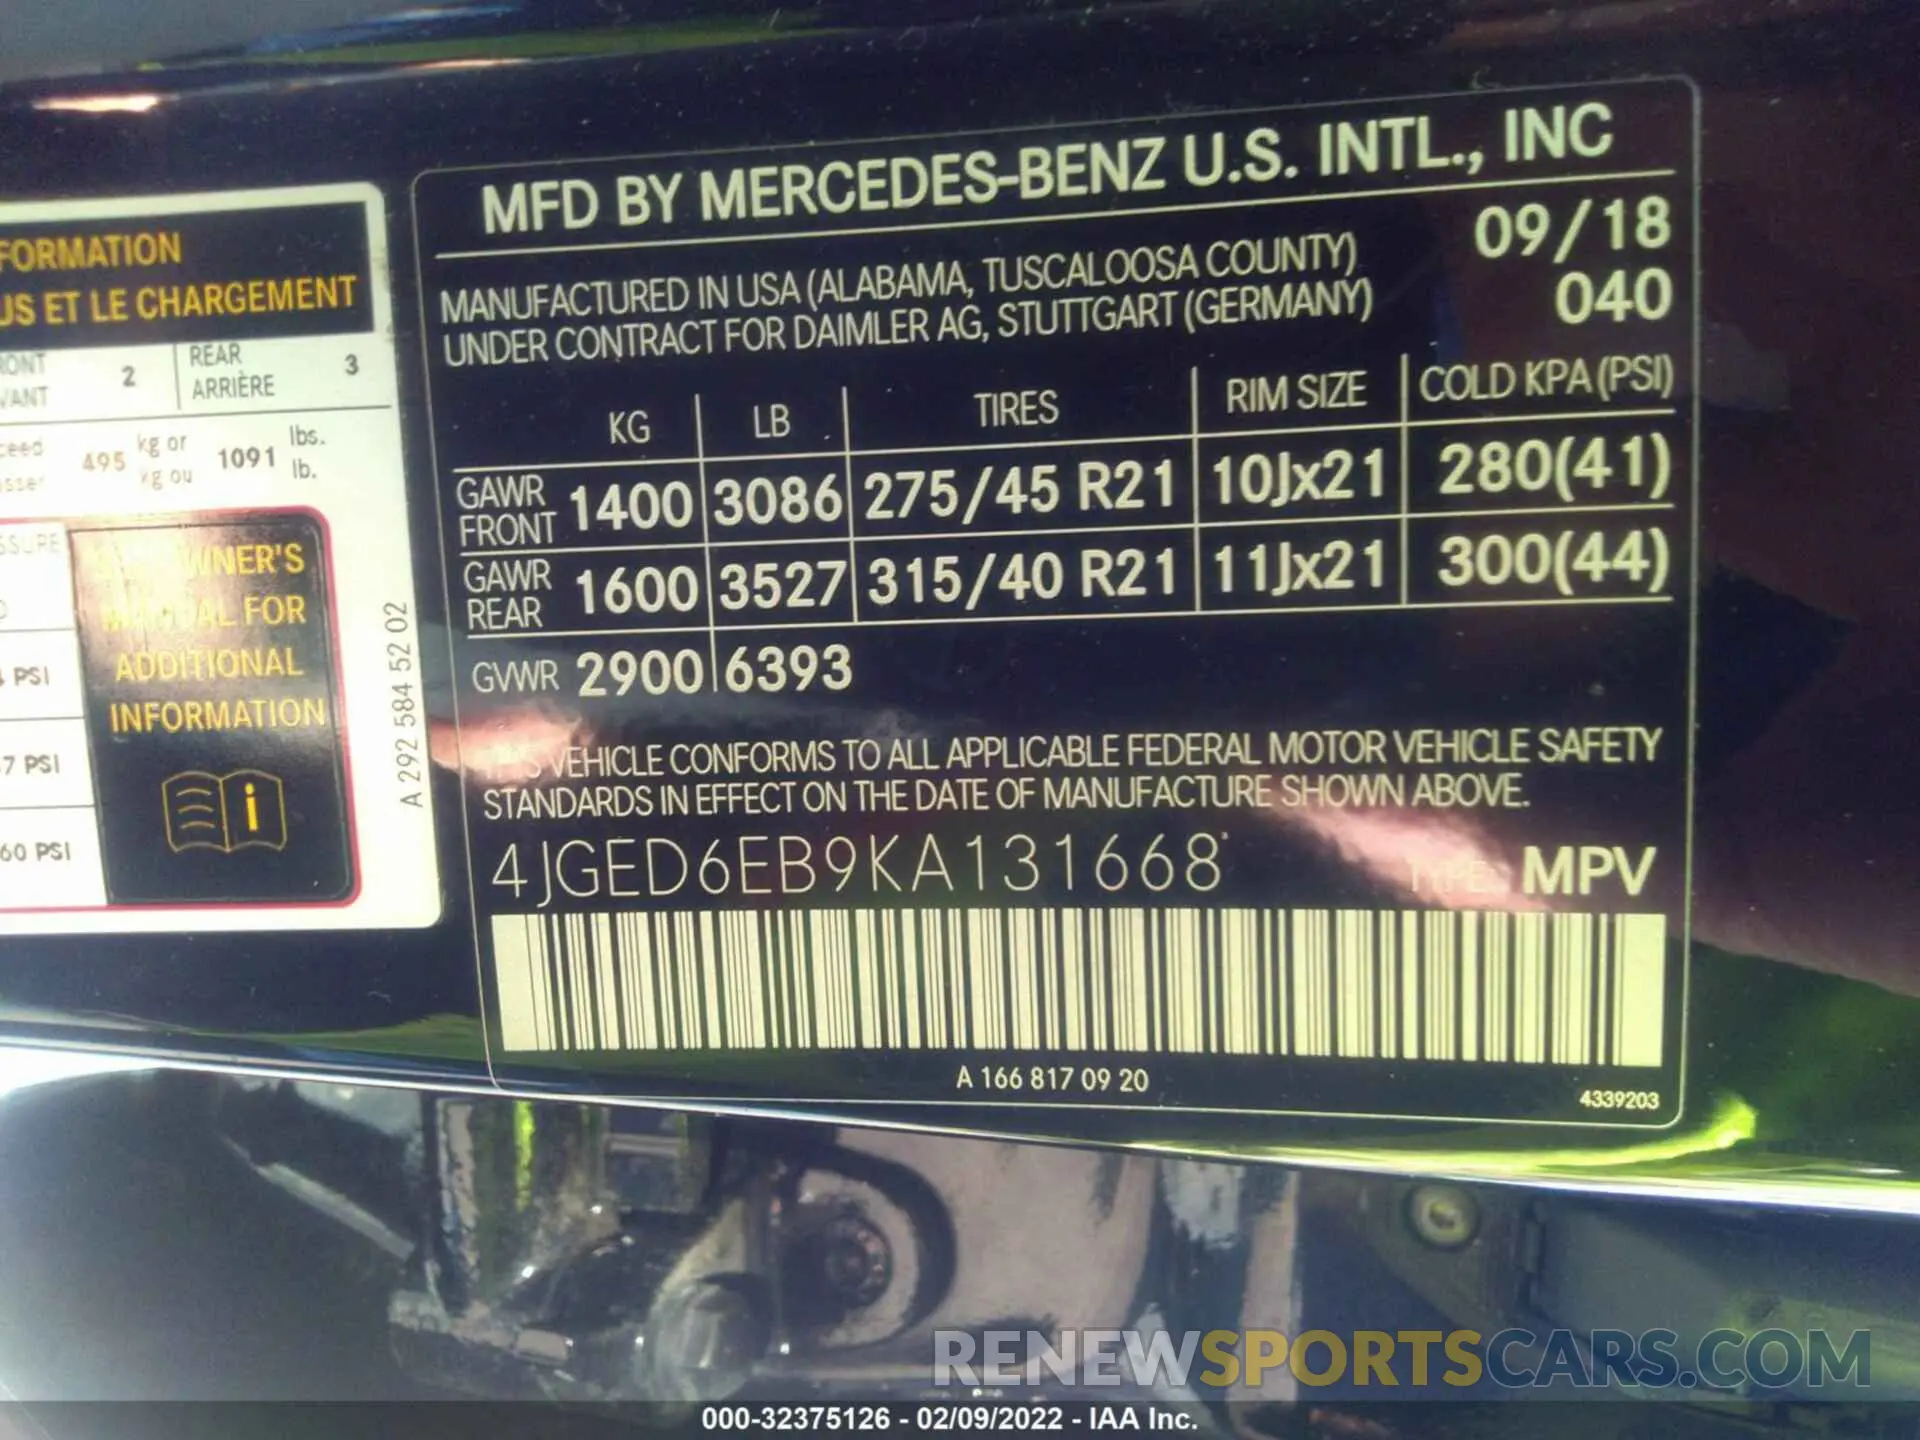 FORMATION
US ET LE CHARGEMENT
2
REAR
ARRIÈRE
3
495 kg or
kg ou
1091 lbs.
lb.
OWNER'S
MANUAL FOR
ADDITIONAL
INFORMATION
i
PSI
7 PSI
60 PSI
A 292 584 52 02
MFD BY MERCEDES-BENZ U.S. INTL., INC
MANUFACTURED IN USA (ALABAMA, TUSCALOOSA COUNTY) 09/18
UNDER CONTRACT FOR DAIMLER AG, STUTTGART (GERMANY) 040
KG LB TIRES RIM SIZE COLD KPA (PSI)
GAWR FRONT 1400 3086 275/45 R21 10Jx21 280(41)
GAWR REAR 1600 3527 315/40 R21 11Jx21 300(44)
GVWR 2900 6393
THIS VEHICLE CONFORMS TO ALL APPLICABLE FEDERAL MOTOR VEHICLE SAFETY
STANDARDS IN EFFECT ON THE DATE OF MANUFACTURE SHOWN ABOVE.
4JGED6EB9KA131668 TYPE: MPV
A 166 817 09 20
4339203
RENEWSPORTSCARS.COM
000-32375126 - 02/09/2022 - IAA Inc.